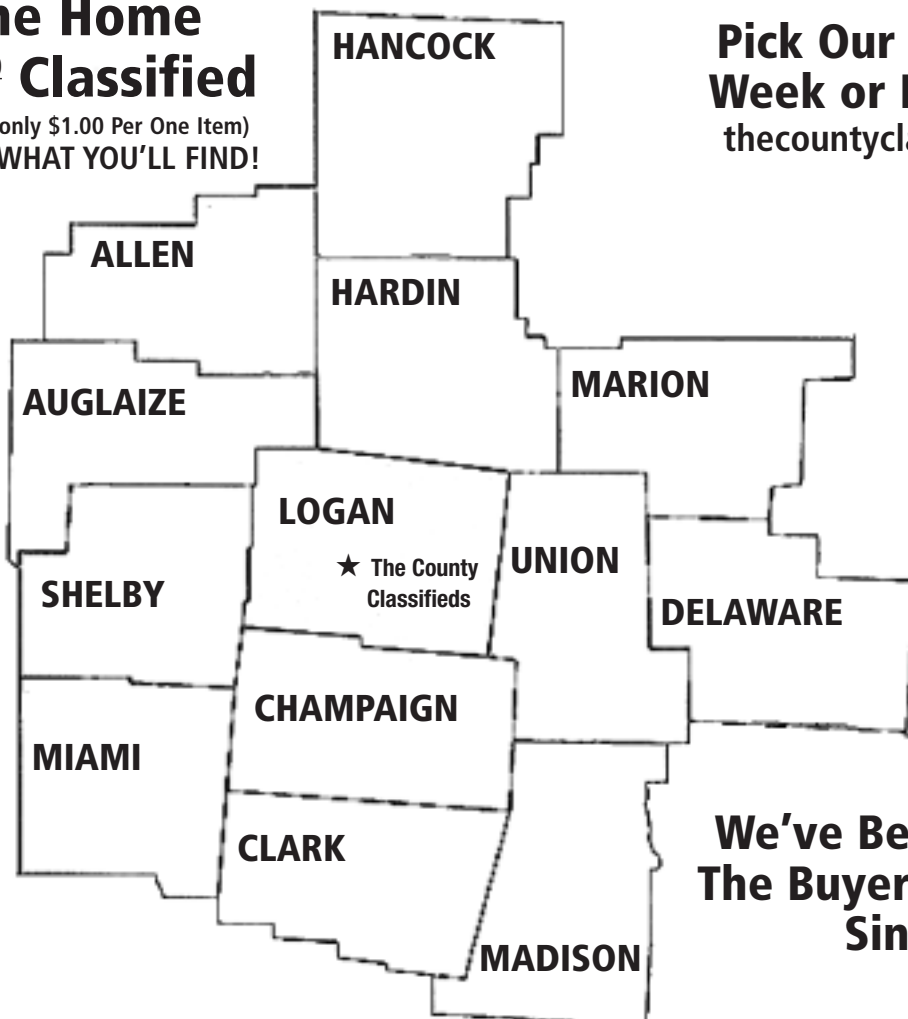 ne Home
Classified
only $1.00 Per One Item)
WHAT YOU'LL FIND!
Pick Our
Week or
thecountycla
HANCOCK
ALLEN
HARDIN
MARION
AUGLAIZE
LOGAN
★ The County
Classifieds
UNION
SHELBY
DELAWARE
CHAMPAIGN
MIAMI
CLARK
MADISON
We've Be
The Buyer
Sin